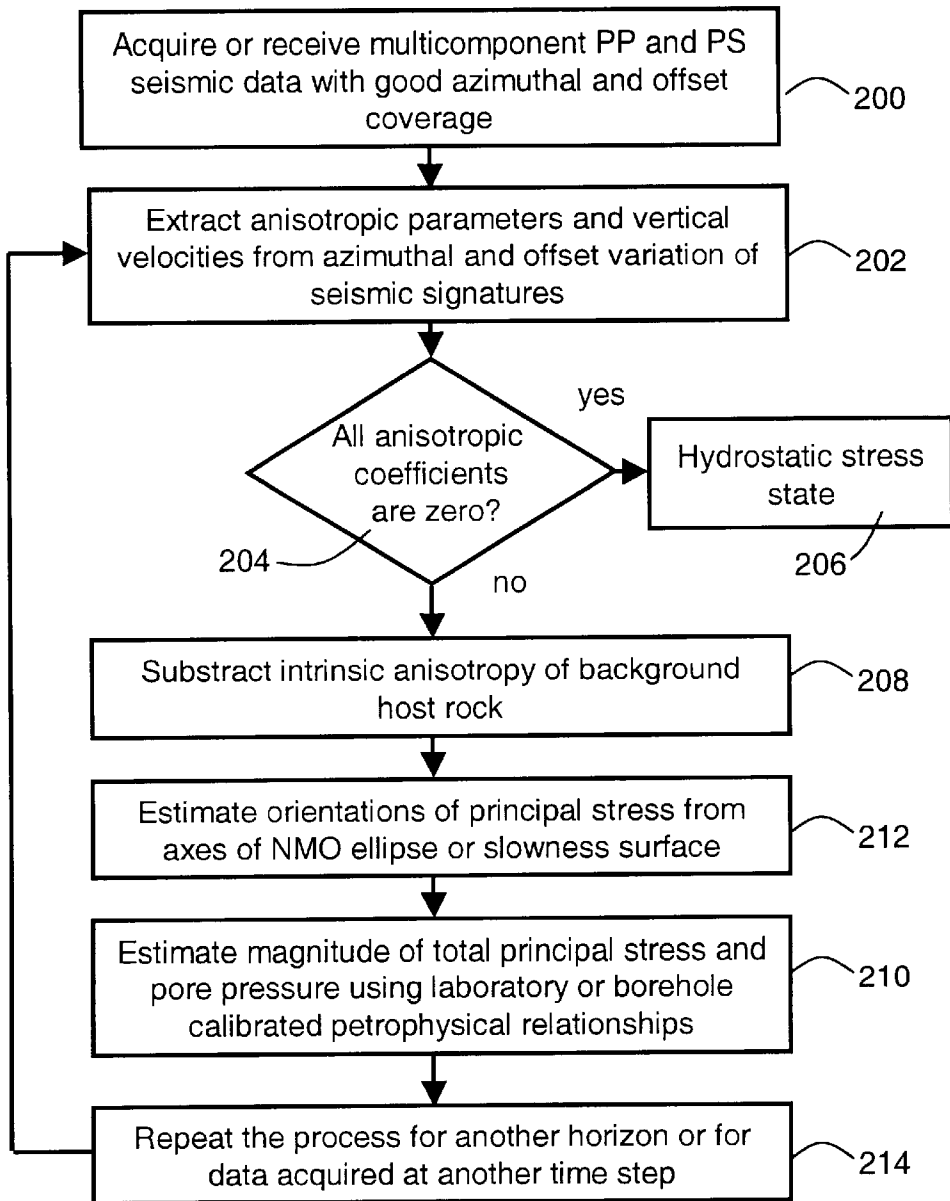 Acquire or receive multicomponent PP and PS
seismic data with good azimuthal and offset
coverage
200
Extract anisotropic parameters and vertical
velocities from azimuthal and offset variation of
seismic signatures
202
All anisotropic
coefficients
are zero?
204
yes
Hydrostatic stress
state
206
no
Substract intrinsic anisotropy of background
host rock
208
Estimate orientations of principal stress from
axes of NMO ellipse or slowness surface
212
Estimate magnitude of total principal stress and
pore pressure using laboratory or borehole
calibrated petrophysical relationships
210
Repeat the process for another horizon or for
data acquired at another time step
214